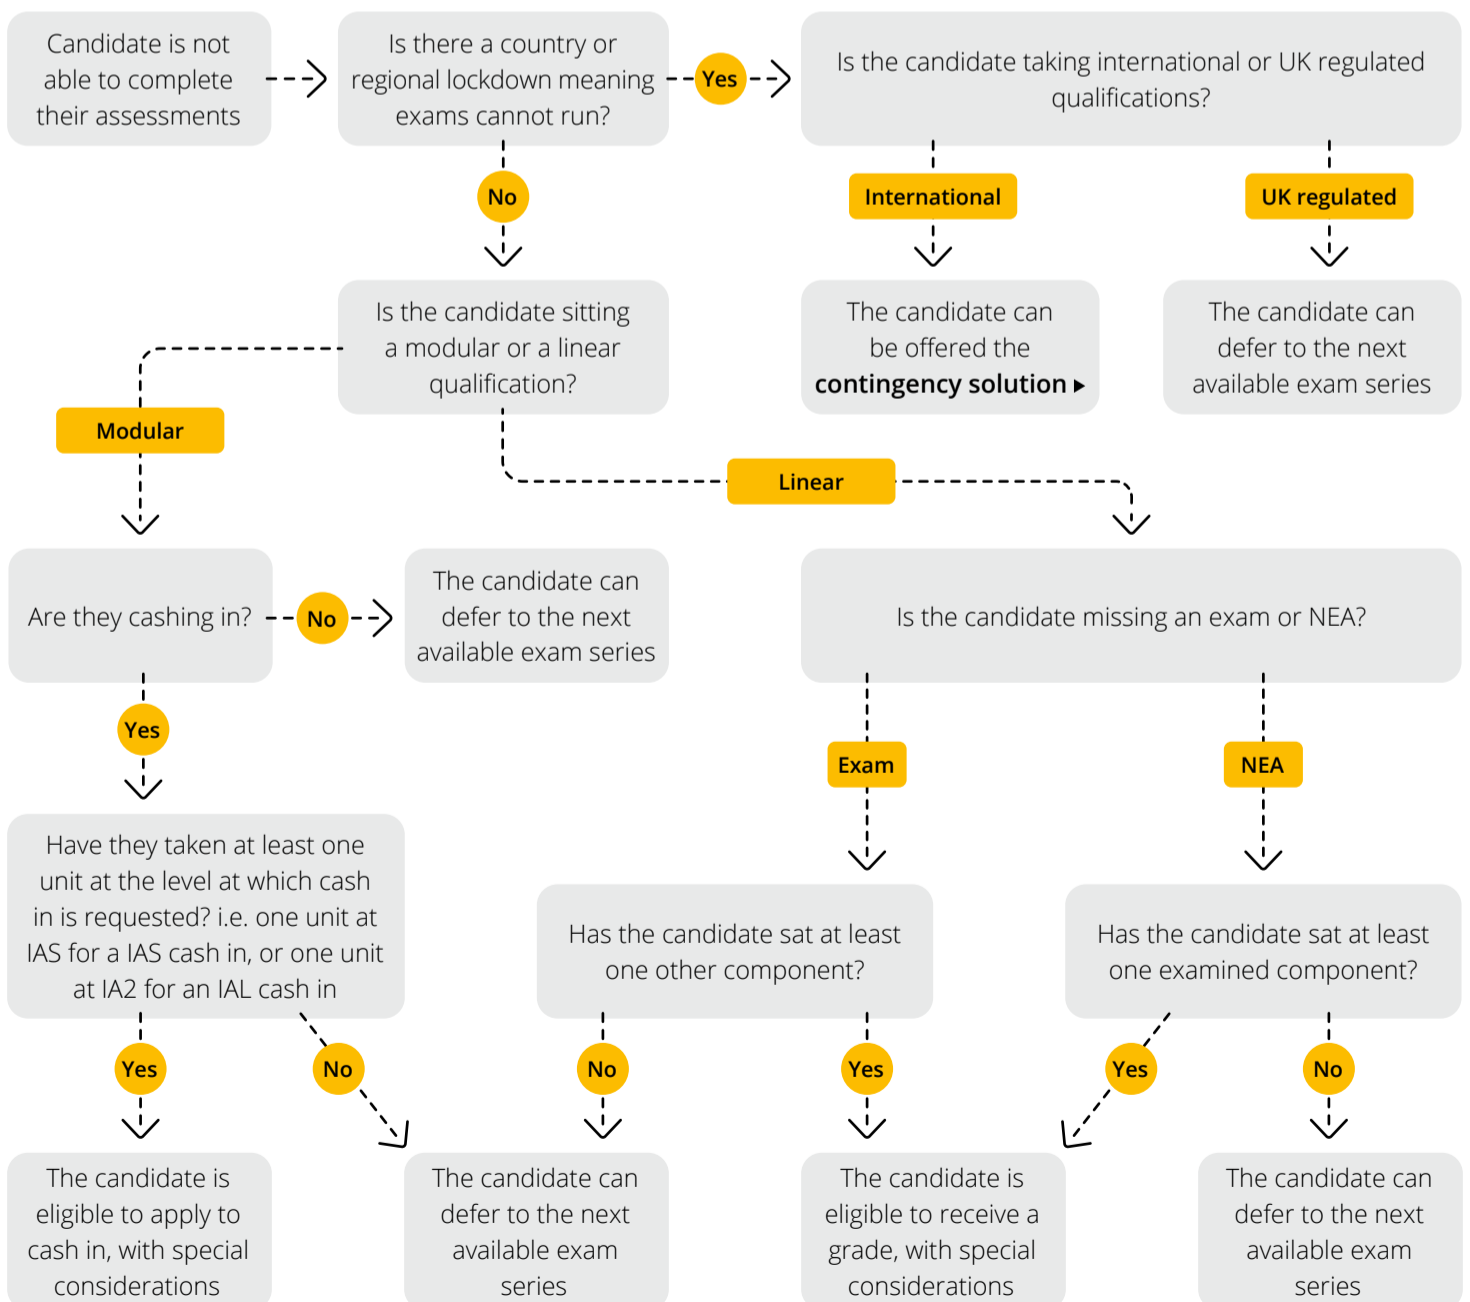 Candidate is not
able to complete
their assessments
Is there a country or
regional lockdown meaning
exams cannot run?
Yes
Is the candidate taking international or UK regulated
qualifications?
No
International
UK regulated
Is the candidate sitting
a modular or a linear
qualification?
The candidate can
be offered the
contingency solution ▸
The candidate can
defer to the next
available exam series
Modular
Linear
Are they cashing in?
No
The candidate can
defer to the next
available exam series
Is the candidate missing an exam or NEA?
Yes
Exam
NEA
Have they taken at least one
unit at the level at which cash
in is requested? i.e. one unit at
IAS for a IAS cash in, or one unit
at IA2 for an IAL cash in
Has the candidate sat at least
one other component?
Has the candidate sat at least
one examined component?
Yes
No
No
Yes
Yes
No
The candidate is
eligible to apply to
cash in, with special
considerations
The candidate can
defer to the next
available exam
series
The candidate is
eligible to receive a
grade, with special
considerations
The candidate can
defer to the next
available exam
series